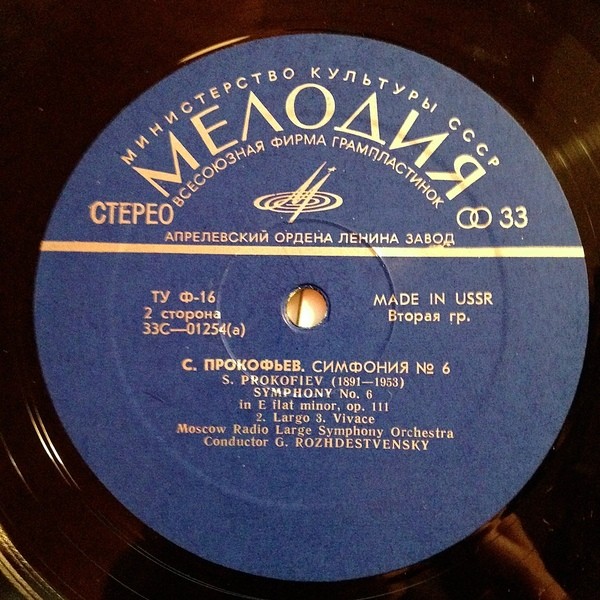 МИНИСТЕРСТВО КУЛЬТУРЫ СССР
МЕЛОДИЯ
ВСЕСОЮЗНАЯ ФИРМА ГРАМПЛАСТИНОК
СТЕРЕО 33
АПРЕЛЕВСКИЙ ОРДЕНА ЛЕНИНА ЗАВОД
ТУ Ф-16
2 сторона
33С—01254(а)
MADE IN USSR
Вторая гр.
С. ПРОКОФЬЕВ. СИМФОНИЯ № 6
S. PROKOFIEV (1891—1953)
SYMPHONY No. 6
in E flat minor, op. 111
2. Largo 3. Vivace
Moscow Radio Large Symphony Orchestra
Conductor G. ROZHDESTVENSKY